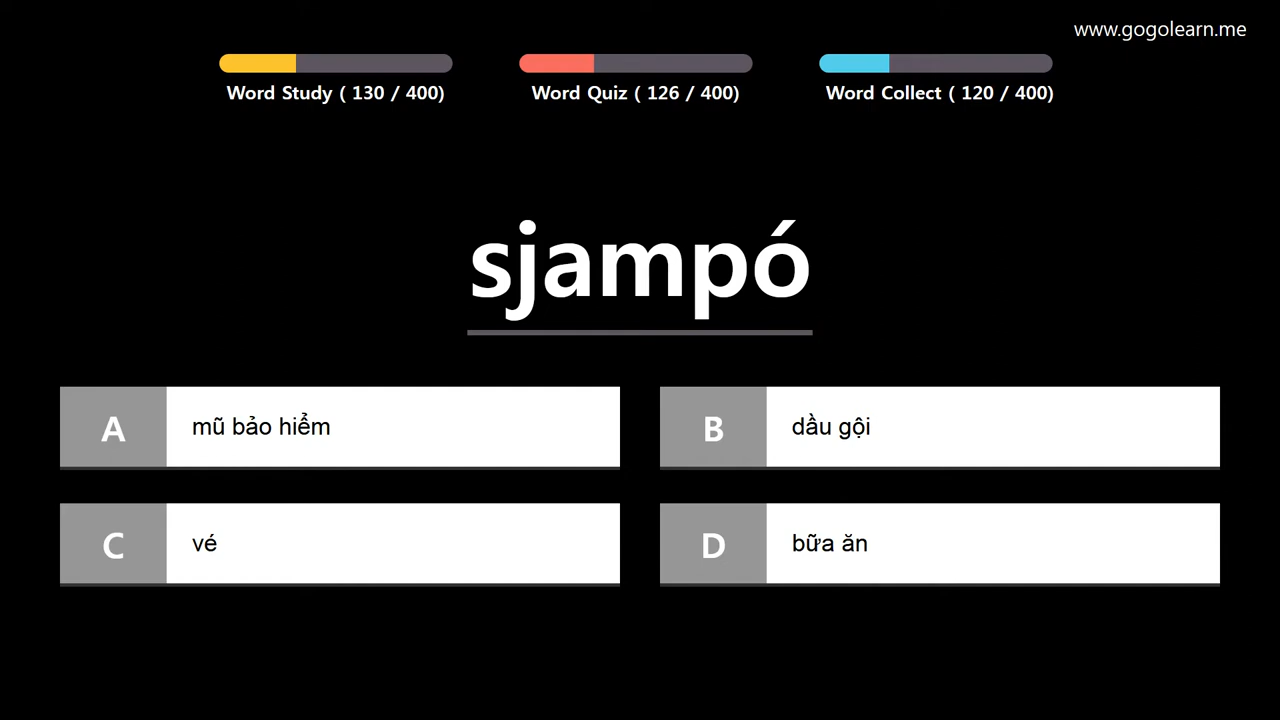 www.gogolearn.me
Word Study ( 130 / 400)
Word Quiz ( 126 / 400)
Word Collect ( 120 / 400)
sjampó
A
mũ bảo hiểm
B
dầu gội
C
vé
D
bữa ăn